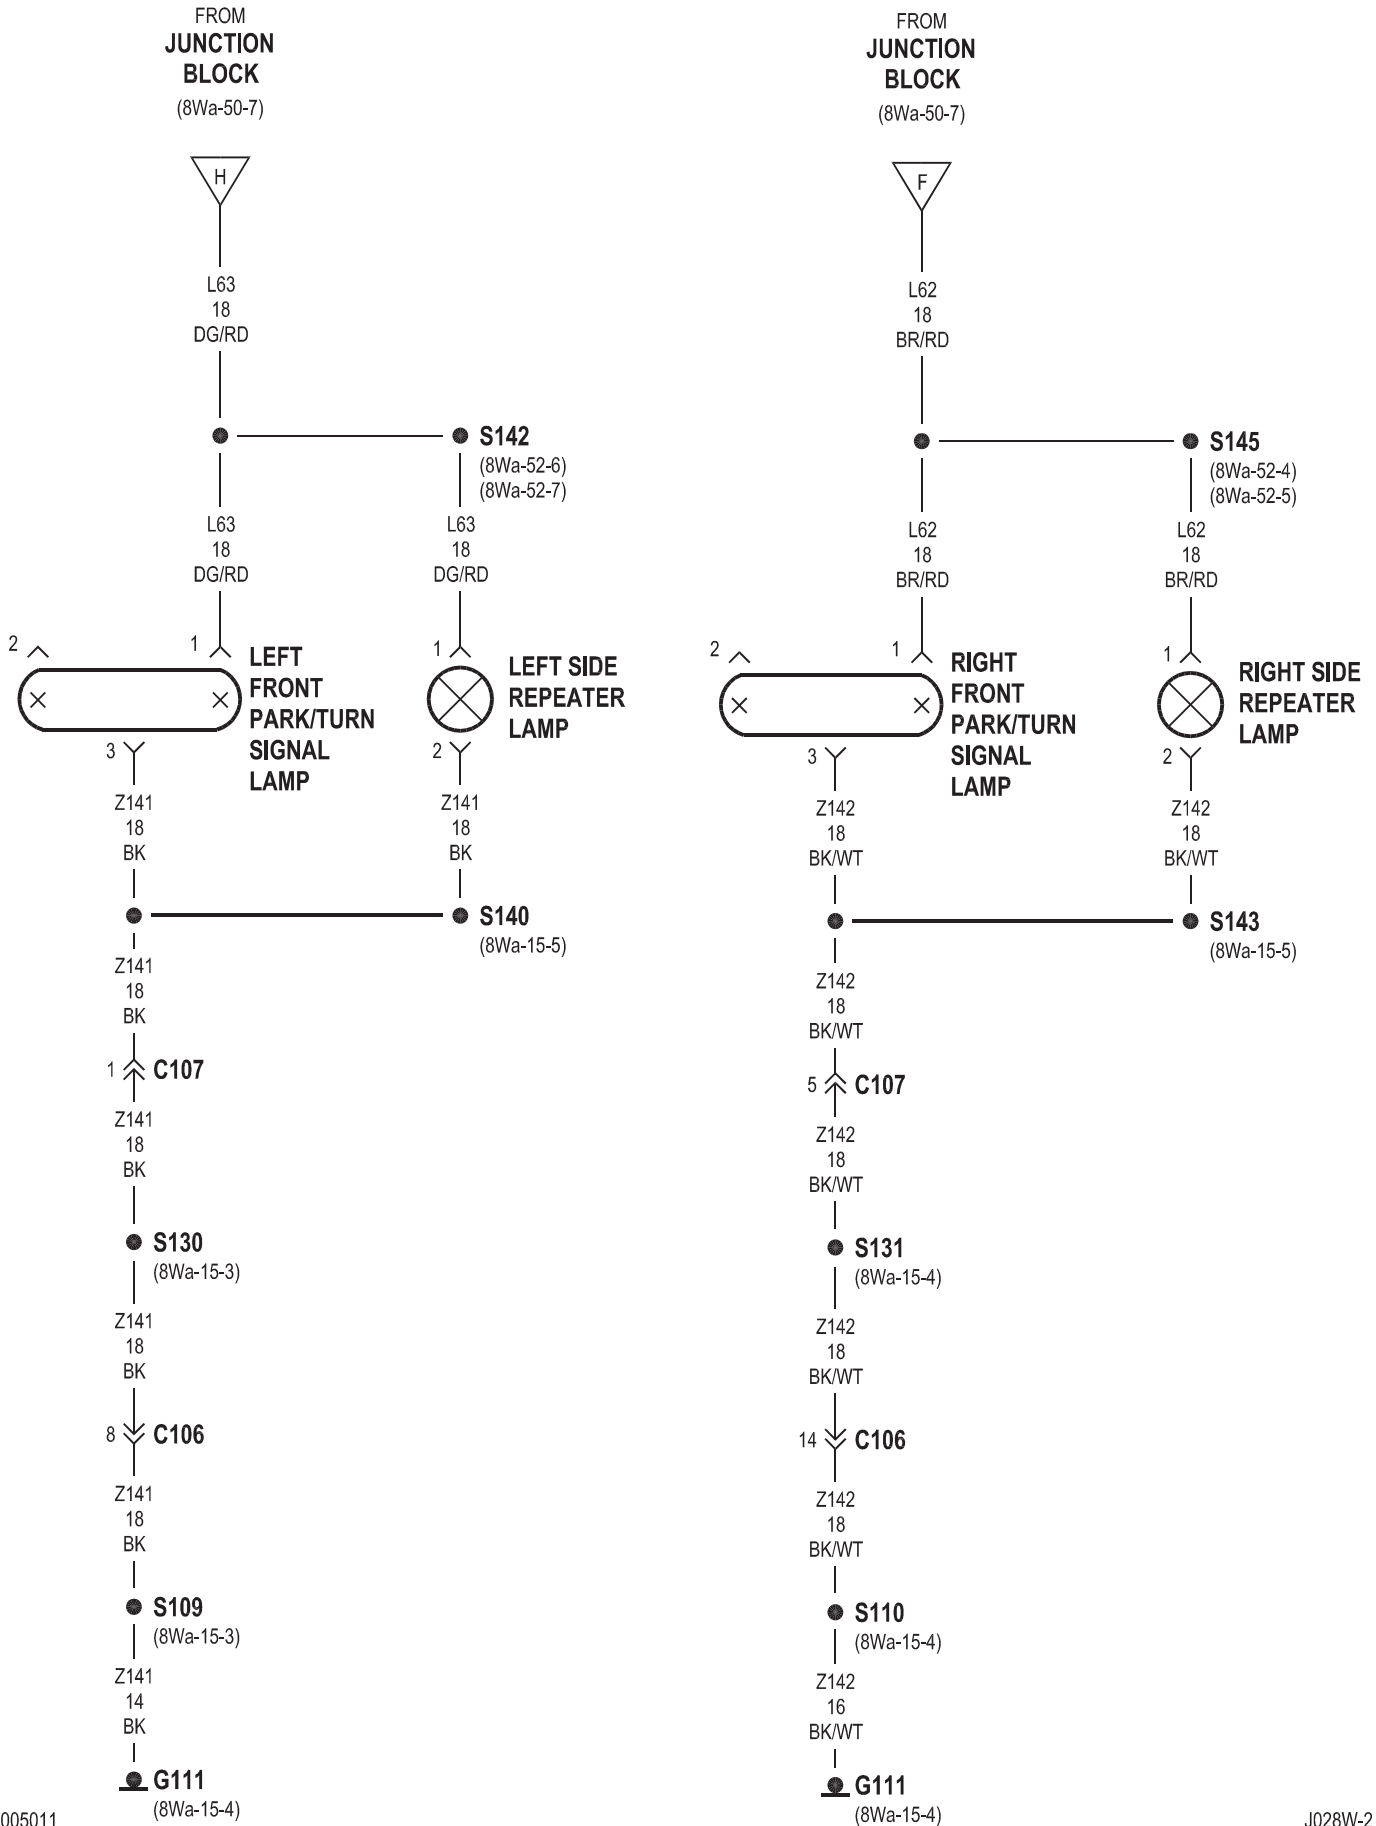 FROM
JUNCTION
BLOCK
(8Wa-50-7)
H
L63
18
DG/RD
S142
(8Wa-52-6)
(8Wa-52-7)
L63
18
DG/RD
L63
18
DG/RD
2
1
LEFT
FRONT
PARK/TURN
SIGNAL
LAMP
1
LEFT SIDE
REPEATER
LAMP
3
2
Z141
18
BK
Z141
18
BK
S140
(8Wa-15-5)
Z141
18
BK
1
C107
Z141
18
BK
S130
(8Wa-15-3)
Z141
18
BK
8
C106
Z141
18
BK
S109
(8Wa-15-3)
Z141
14
BK
G111
(8Wa-15-4)
005011
FROM
JUNCTION
BLOCK
(8Wa-50-7)
F
L62
18
BR/RD
S145
(8Wa-52-4)
(8Wa-52-5)
L62
18
BR/RD
L62
18
BR/RD
2
1
RIGHT
FRONT
PARK/TURN
SIGNAL
LAMP
1
RIGHT SIDE
REPEATER
LAMP
3
2
Z142
18
BK/WT
Z142
18
BK/WT
S143
(8Wa-15-5)
Z142
18
BK/WT
5
C107
Z142
18
BK/WT
S131
(8Wa-15-4)
Z142
18
BK/WT
14
C106
Z142
18
BK/WT
S110
(8Wa-15-4)
Z142
16
BK/WT
G111
(8Wa-15-4)
J028W-2